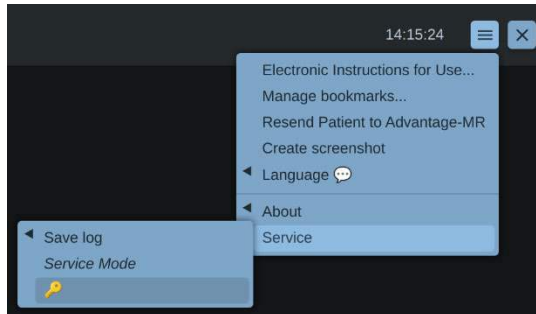 14:15:24
Electronic Instructions for Use...
Manage bookmarks...
Resend Patient to Advantage-MR
Create screenshot
Language 💬
About
Service
Save log
Service Mode
🔑